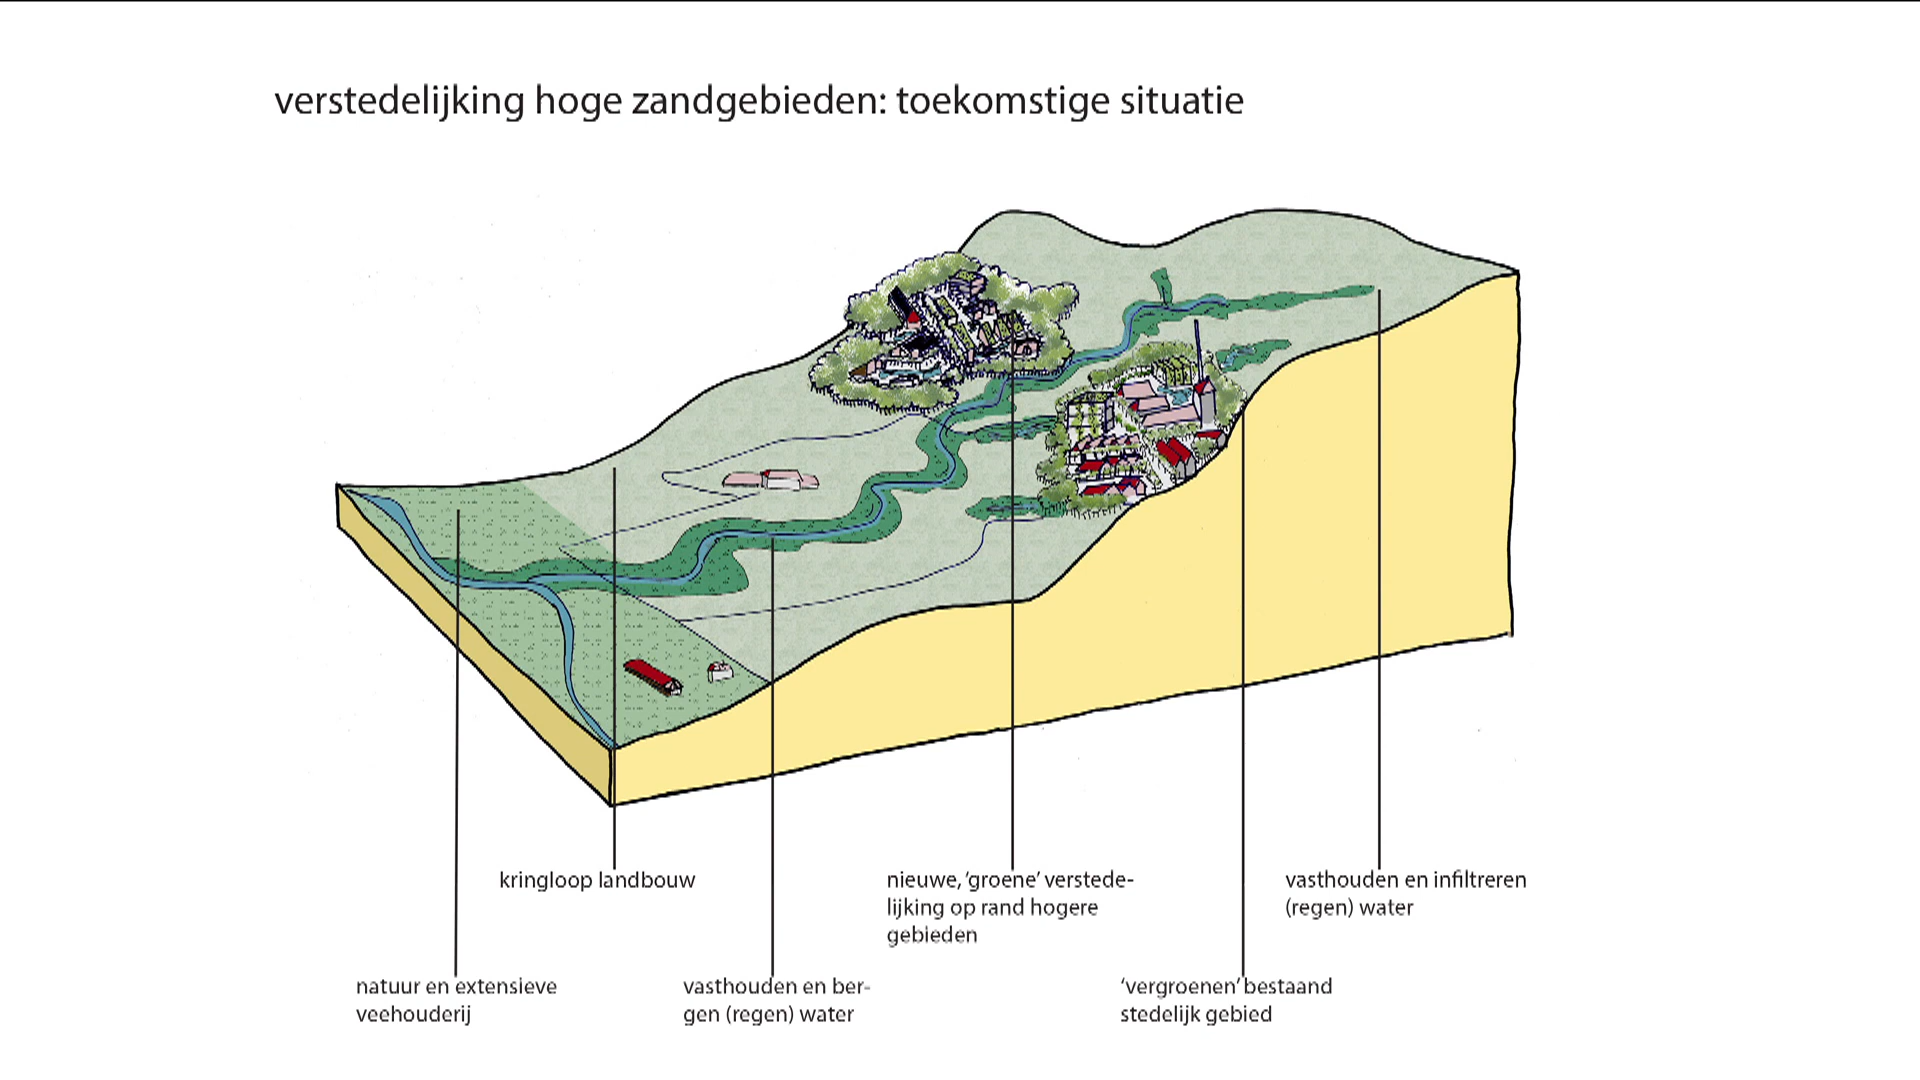 verstedelijking hoge zandgebieden: toekomstige situatie
kringloop landbouw
nieuwe, ‘groene’ verstede-
lijking op rand hogere
gebieden
vasthouden en infiltreren
(regen) water
natuur en extensieve
veehouderij
vasthouden en ber-
gen (regen) water
‘vergroenen’ bestaand
stedelijk gebied